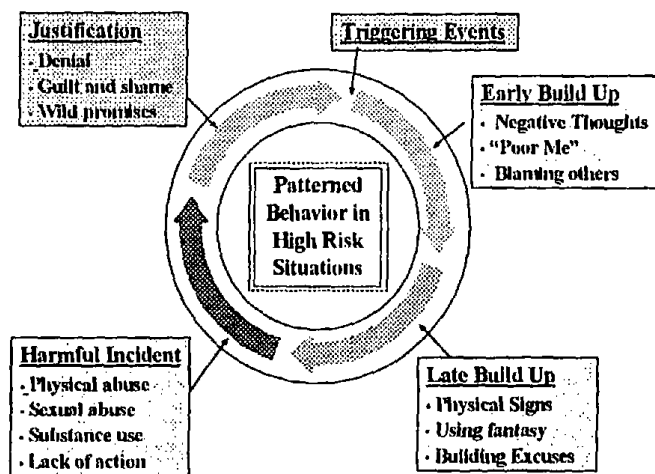 Justification
• Denial
• Guilt and shame
• Wild promises
Triggering Events
Early Build Up
• Negative Thoughts
• "Poor Me"
• Blaming others
Patterned
Behavior in
High Risk
Situations
Harmful Incident
• Physical abuse
• Sexual abuse
• Substance use
• Lack of action
Late Build Up
• Physical Signs
• Using fantasy
• Building Excuses